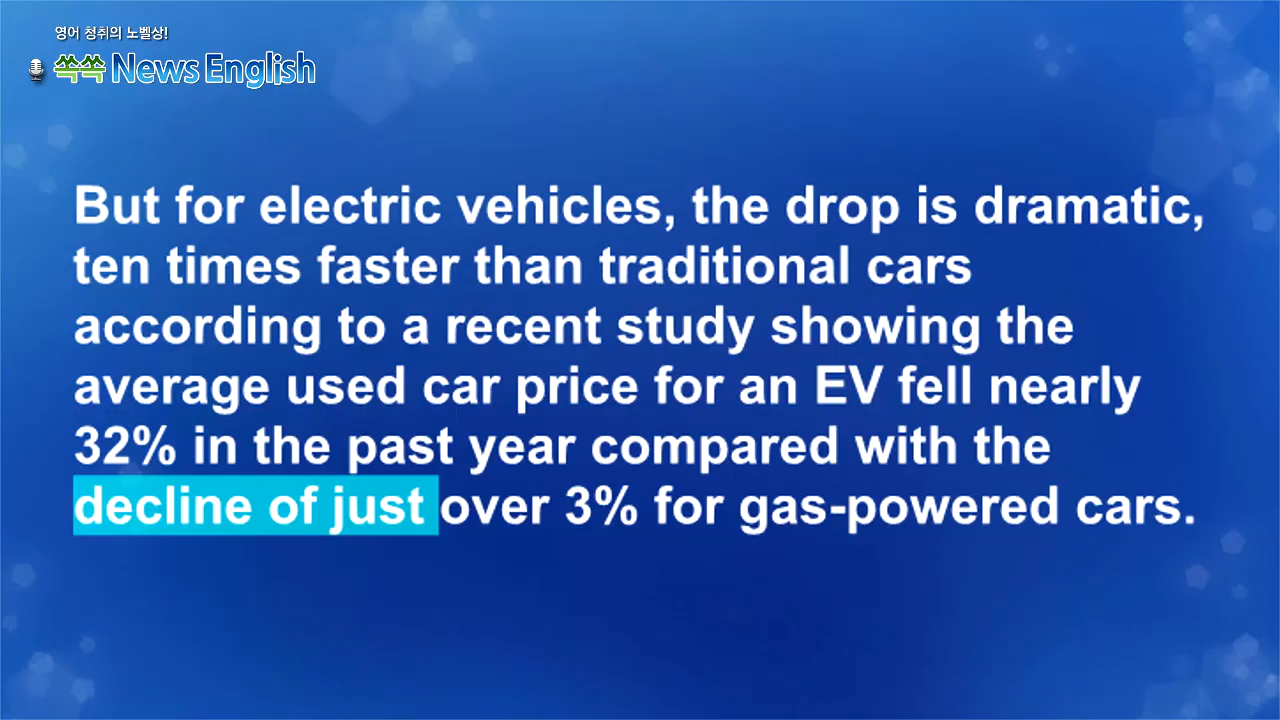 영어 청취의 노벨상!
쏙쏙 News English
But for electric vehicles, the drop is dramatic,
ten times faster than traditional cars
according to a recent study showing the
average used car price for an EV fell nearly
32% in the past year compared with the
decline of just over 3% for gas-powered cars.